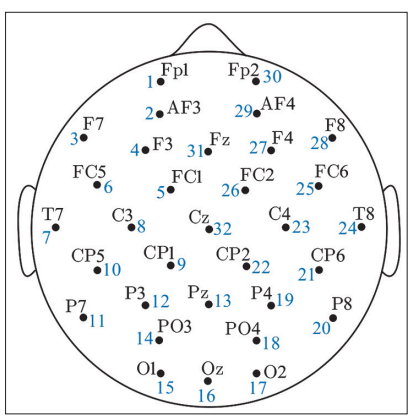 Fp1 Fp2
1 30
AF3 AF4
2 29
F7 F8
3 28
F3 Fz F4
4 31 27
FC5 FC1 FC2 FC6
6 5 26 25
T7 C3 Cz C4 T8
7 8 32 23 24
CP5 CP1 CP2 CP6
10 9 22 21
P7 P3 Pz P4 P8
11 12 13 19 20
PO3 PO4
14 18
O1 Oz O2
15 16 17